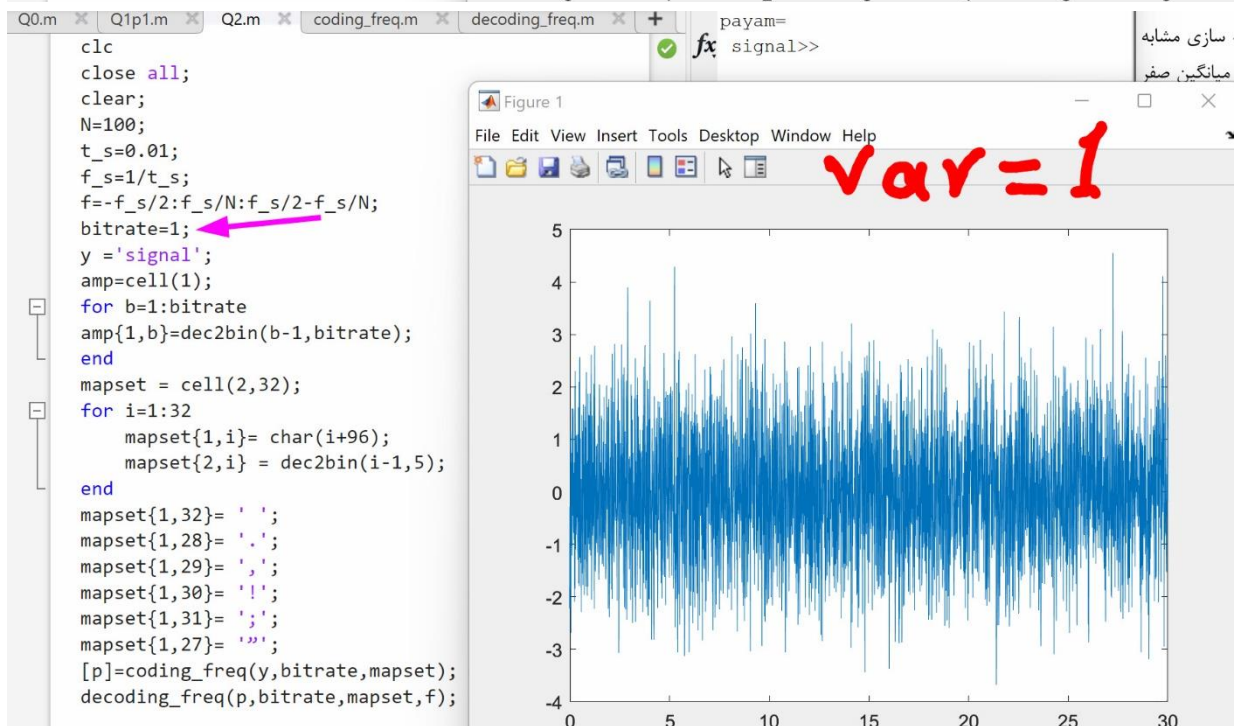 Q0.m Q1p1.m Q2.m coding_freq.m decoding_freq.m +
clc
close all;
clear;
N=100;
t_s=0.01;
f_s=1/t_s;
f=-f_s/2:f_s/N:f_s/2-f_s/N;
bitrate=1;
y ='signal';
amp=cell(1);
for b=1:bitrate
amp{1,b}=dec2bin(b-1,bitrate);
end
mapset = cell(2,32);
for i=1:32
mapset{1,i}= char(i+96);
mapset{2,i} = dec2bin(i-1,5);
end
mapset{1,32}= ' ';
mapset{1,28}= '.';
mapset{1,29}= ',';
mapset{1,30}= '!';
mapset{1,31}= ';';
mapset{1,27}= '”';
[p]=coding_freq(y,bitrate,mapset);
decoding_freq(p,bitrate,mapset,f);
payam=
fx signal>>
سازی مشابه
میانگین صفر
Figure 1
File Edit View Insert Tools Desktop Window Help
var=1
5
4
3
2
1
0
-1
-2
-3
-4
0 5 10 15 20 25 30